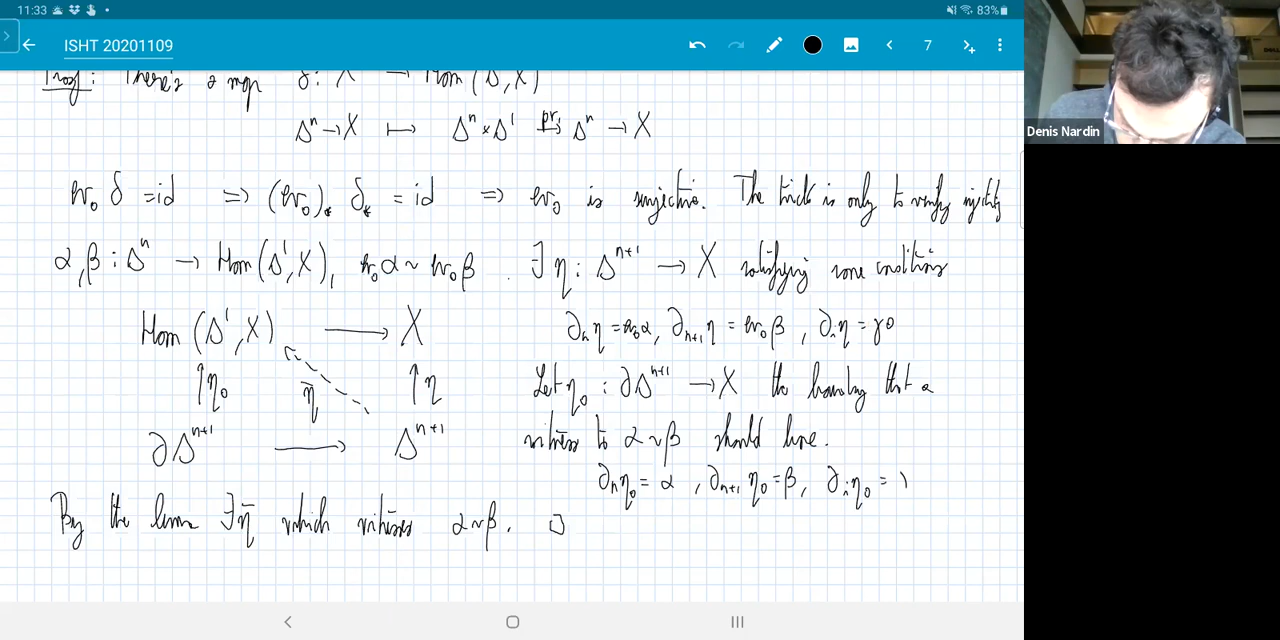 11:33 83%
ISHT 20201109 7
Denis Nardin
Proof: There's a map δ: X → Hom(Δ¹, X)
Δⁿ → X ⟼ Δⁿ × Δ¹ →^{pr₁} Δⁿ → X
ev₀ δ = id ⇒ (ev₀)_* δ_* = id ⇒ ev₀ is surjective. The trick is only to verify injectivity
α, β : Δⁿ → Hom(Δ¹, X), ev₀α ~ ev₀β. ∃ η : Δⁿ⁺¹ → X satisfying some conditions
Hom(Δ¹, X) → X
∂ₙη = ev₀α, ∂ₙ₊₁η = ev₀β, ∂ᵢη = γ₀
↑η₀ η̄ ↑η
Let η₀ : ∂Δⁿ⁺¹ → X the boundary that a
∂Δⁿ⁺¹ → Δⁿ⁺¹
witness to α ~ β should have.
∂ₙη₀ = α, ∂ₙ₊₁η₀ = β, ∂ᵢη₀ =
By the lemma ∃ η̄ which witnesses α ~ β. □